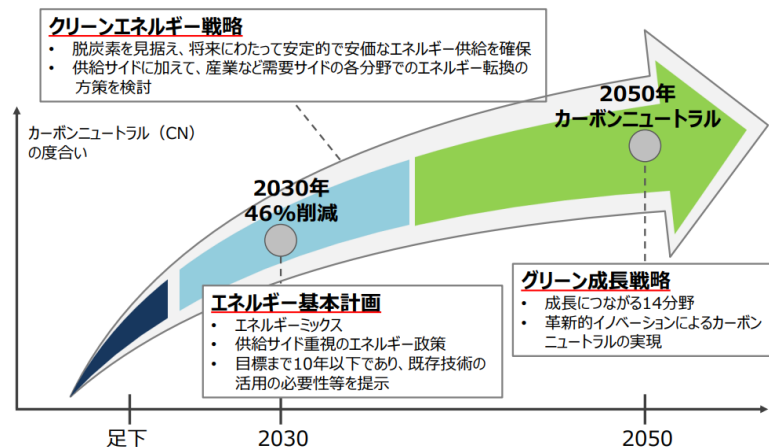 クリーンエネルギー戦略
• 脱炭素を見据え、将来にわたって安定的で安価なエネルギー供給を確保
• 供給サイドに加えて、産業など需要サイドの各分野でのエネルギー転換の
方策を検討
カーボンニュートラル（CN）
の度合い
2050年
カーボンニュートラル
2030年
46%削減
エネルギー基本計画
• エネルギーミックス
• 供給サイド重視のエネルギー政策
• 目標まで10年以下であり、既存技術の
活用の必要性等を提示
グリーン成長戦略
• 成長につながる14分野
• 革新的イノベーションによるカーボン
ニュートラルの実現
足下
2030
2050